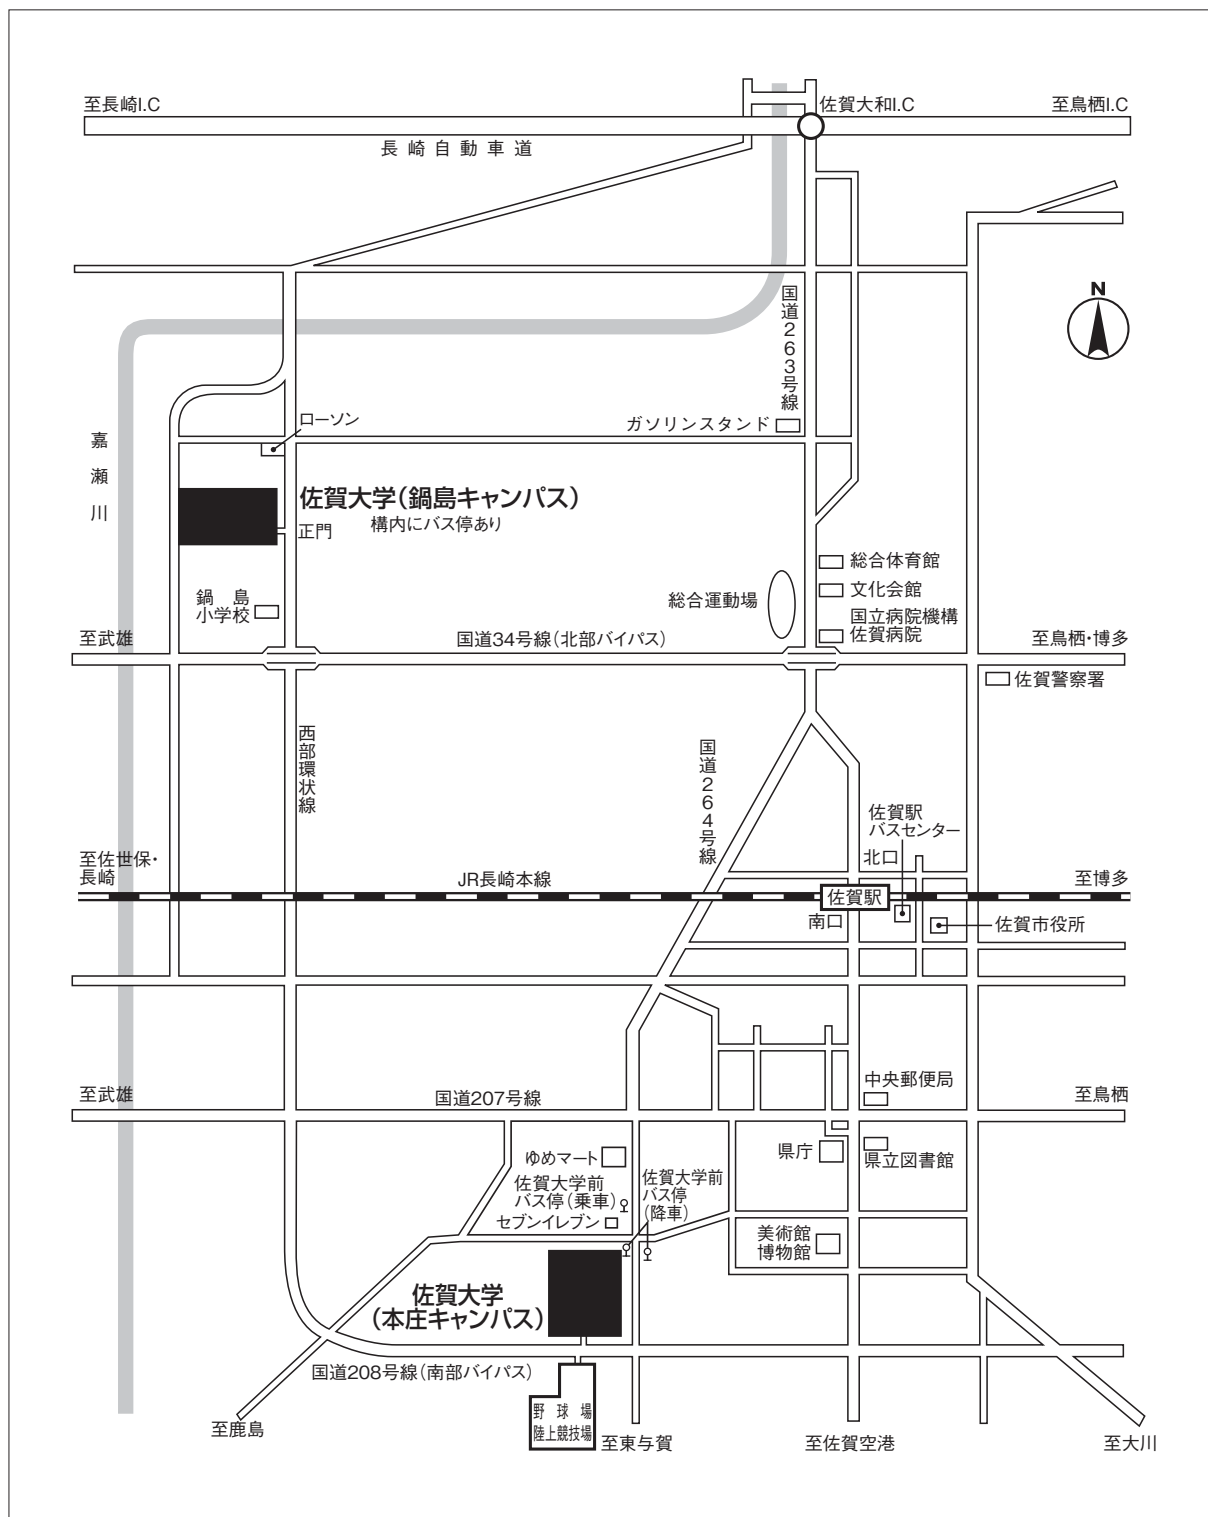 至長崎I.C
佐賀大和I.C
至鳥栖I.C
長崎自動車道
N
国道263号線
ローソン
ガソリンスタンド
嘉瀬川
佐賀大学(鍋島キャンパス)
構内にバス停あり
正門
総合体育館
文化会館
総合運動場
国立病院機構
佐賀病院
鍋島
小学校
至武雄
国道34号線(北部バイパス)
至鳥栖・博多
佐賀警察署
西部環状線
国道264号線
佐賀駅
バスセンター
北口
至佐世保・
長崎
JR長崎本線
至博多
佐賀駅
南口
佐賀市役所
中央郵便局
至武雄
国道207号線
至鳥栖
県庁
県立図書館
ゆめマート
佐賀大学前
バス停(乗車)
セブンイレブン
佐賀大学前
バス停
(降車)
美術館
博物館
佐賀大学
(本庄キャンパス)
国道208号線(南部バイパス)
野球場
陸上競技場
至鹿島
至東与賀
至佐賀空港
至大川